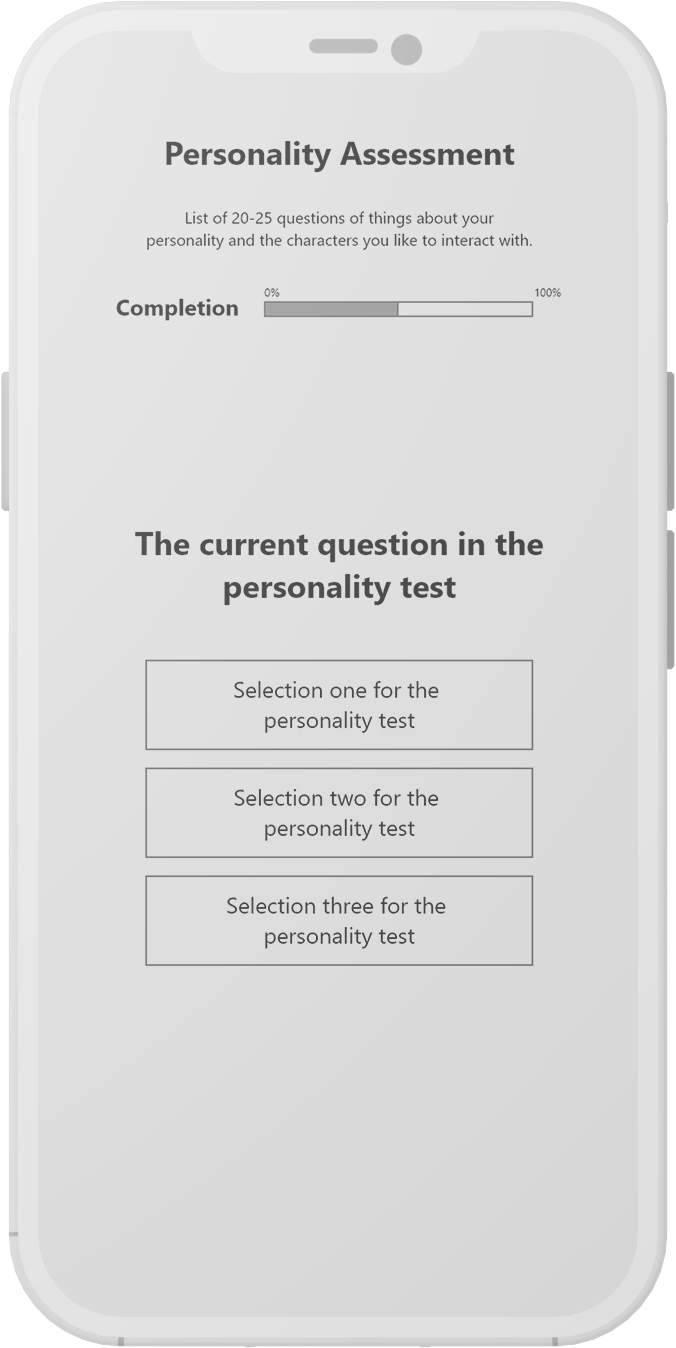 Personality Assessment
List of 20-25 questions of things about your
personality and the characters you like to interact with.
0% 100%
Completion
The current question in the
personality test
Selection one for the
personality test
Selection two for the
personality test
Selection three for the
personality test